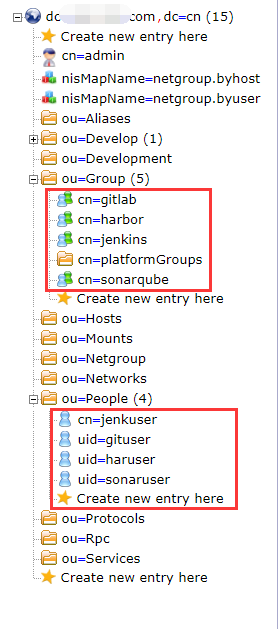 dc com,dc=cn (15)
Create new entry here
cn=admin
nisMapName=netgroup.byhost
nisMapName=netgroup.byuser
ou=Aliases
ou=Develop (1)
ou=Development
ou=Group (5)
cn=gitlab
cn=harbor
cn=jenkins
cn=platformGroups
cn=sonarqube
Create new entry here
ou=Hosts
ou=Mounts
ou=Netgroup
ou=Networks
ou=People (4)
cn=jenkuser
uid=gituser
uid=haruser
uid=sonaruser
Create new entry here
ou=Protocols
ou=Rpc
ou=Services
Create new entry here